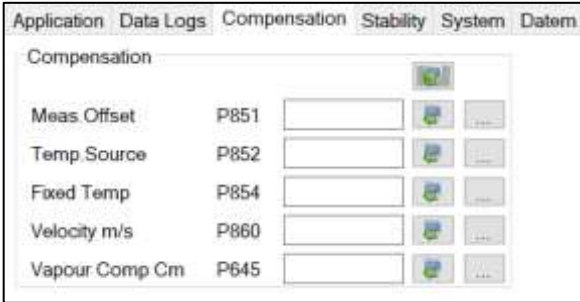 Application Data Logs Compensation Stability System Datem
Compensation
Meas.Offset P851
Temp.Source P852 
Fixed Temp P854
Velocity m/s P860
Vapour Comp Cm P645